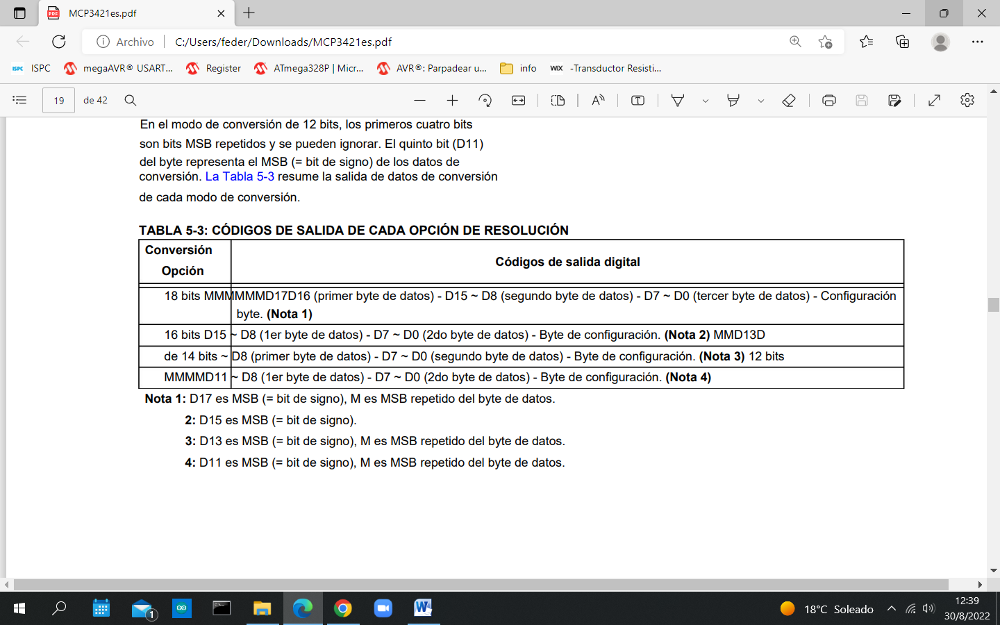 MCP3421es.pdf
Archivo C:/Users/feder/Downloads/MCP3421es.pdf
ISPC ISPC megaAVR® USART... Register ATmega328P | Micr... AVR®: Parpadear u... info WIX -Transductor Resisti...
19 de 42
En el modo de conversión de 12 bits, los primeros cuatro bits
son bits MSB repetidos y se pueden ignorar. El quinto bit (D11)
del byte representa el MSB (= bit de signo) de los datos de
conversión. La Tabla 5-3 resume la salida de datos de conversión
de cada modo de conversión.
TABLA 5-3: CÓDIGOS DE SALIDA DE CADA OPCIÓN DE RESOLUCIÓN
Conversión
Opción
Códigos de salida digital
18 bits MMMMMMD17D16 (primer byte de datos) - D15 ~ D8 (segundo byte de datos) - D7 ~ D0 (tercer byte de datos) - Configuración
byte. (Nota 1)
16 bits D15 ~ D8 (1er byte de datos) - D7 ~ D0 (2do byte de datos) - Byte de configuración. (Nota 2) MMD13D
de 14 bits ~ D8 (primer byte de datos) - D7 ~ D0 (segundo byte de datos) - Byte de configuración. (Nota 3) 12 bits
MMMMD11 ~ D8 (1er byte de datos) - D7 ~ D0 (2do byte de datos) - Byte de configuración. (Nota 4)
Nota 1: D17 es MSB (= bit de signo), M es MSB repetido del byte de datos.
2: D15 es MSB (= bit de signo).
3: D13 es MSB (= bit de signo), M es MSB repetido del byte de datos.
4: D11 es MSB (= bit de signo), M es MSB repetido del byte de datos.
1
18°C Soleado
12:39
30/8/2022